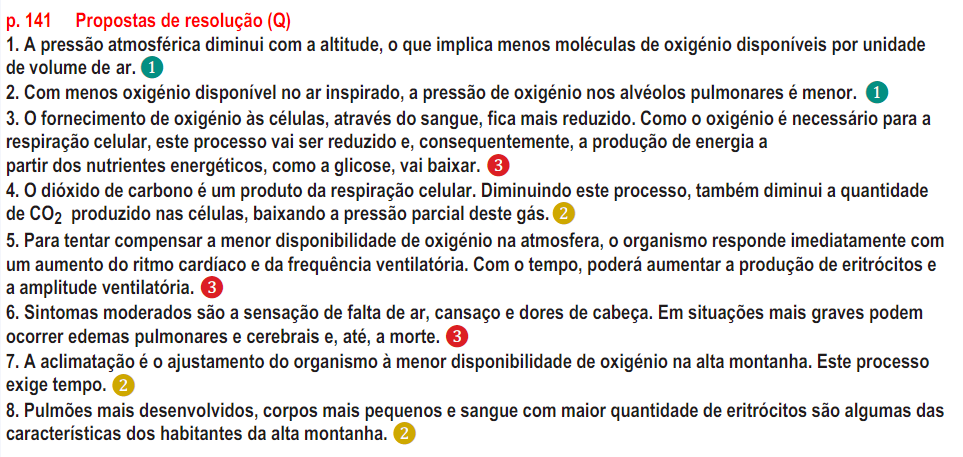 p. 141 Propostas de resolução (Q)
1. A pressão atmosférica diminui com a altitude, o que implica menos moléculas de oxigénio disponíveis por unidade
de volume de ar. 1
2. Com menos oxigénio disponível no ar inspirado, a pressão de oxigénio nos alvéolos pulmonares é menor. 1
3. O fornecimento de oxigénio às células, através do sangue, fica mais reduzido. Como o oxigénio é necessário para a
respiração celular, este processo vai ser reduzido e, consequentemente, a produção de energia a
partir dos nutrientes energéticos, como a glicose, vai baixar. 3
4. O dióxido de carbono é um produto da respiração celular. Diminuindo este processo, também diminui a quantidade
de CO2 produzido nas células, baixando a pressão parcial deste gás. 2
5. Para tentar compensar a menor disponibilidade de oxigénio na atmosfera, o organismo responde imediatamente com
um aumento do ritmo cardíaco e da frequência ventilatória. Com o tempo, poderá aumentar a produção de eritrócitos e
a amplitude ventilatória. 3
6. Sintomas moderados são a sensação de falta de ar, cansaço e dores de cabeça. Em situações mais graves podem
ocorrer edemas pulmonares e cerebrais e, até, a morte. 3
7. A aclimatação é o ajustamento do organismo à menor disponibilidade de oxigénio na alta montanha. Este processo
exige tempo. 2
8. Pulmões mais desenvolvidos, corpos mais pequenos e sangue com maior quantidade de eritrócitos são algumas das
características dos habitantes da alta montanha. 2